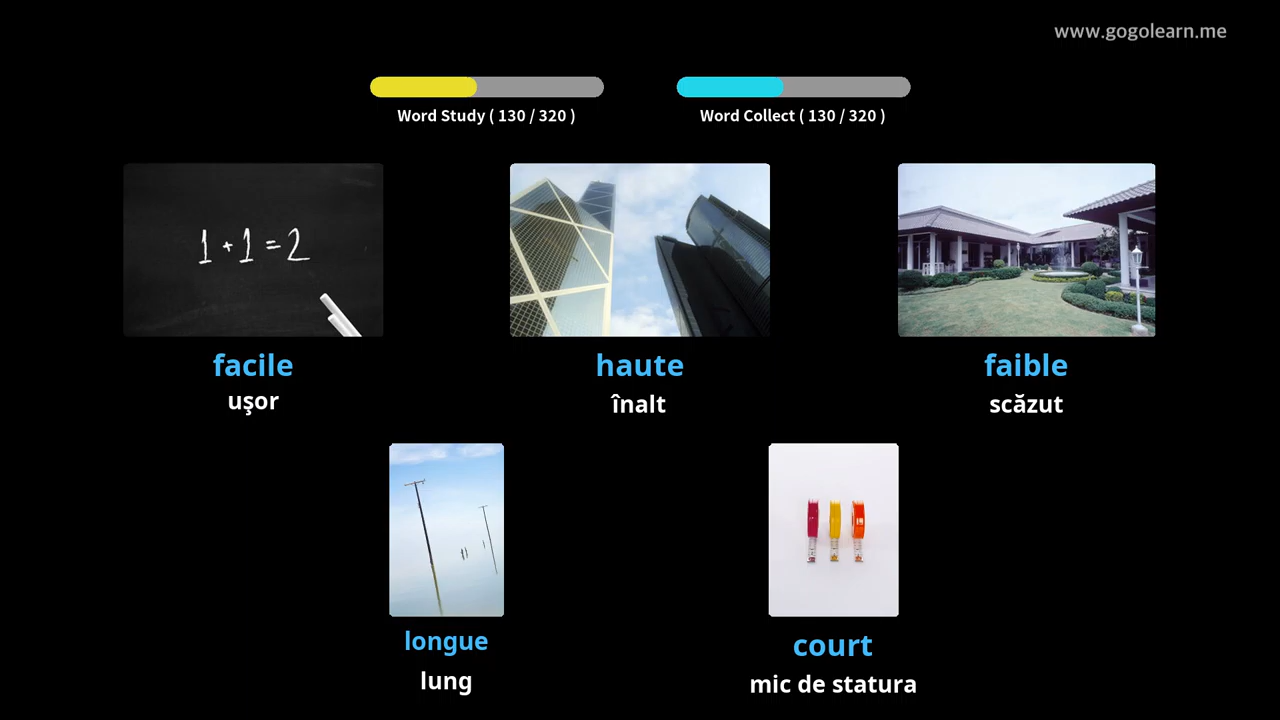 www.gogolearn.me
Word Study ( 130 / 320 )
Word Collect ( 130 / 320 )
1 + 1 = 2
facile
uşor
haute
înalt
faible
scăzut
longue
lung
court
mic de statura